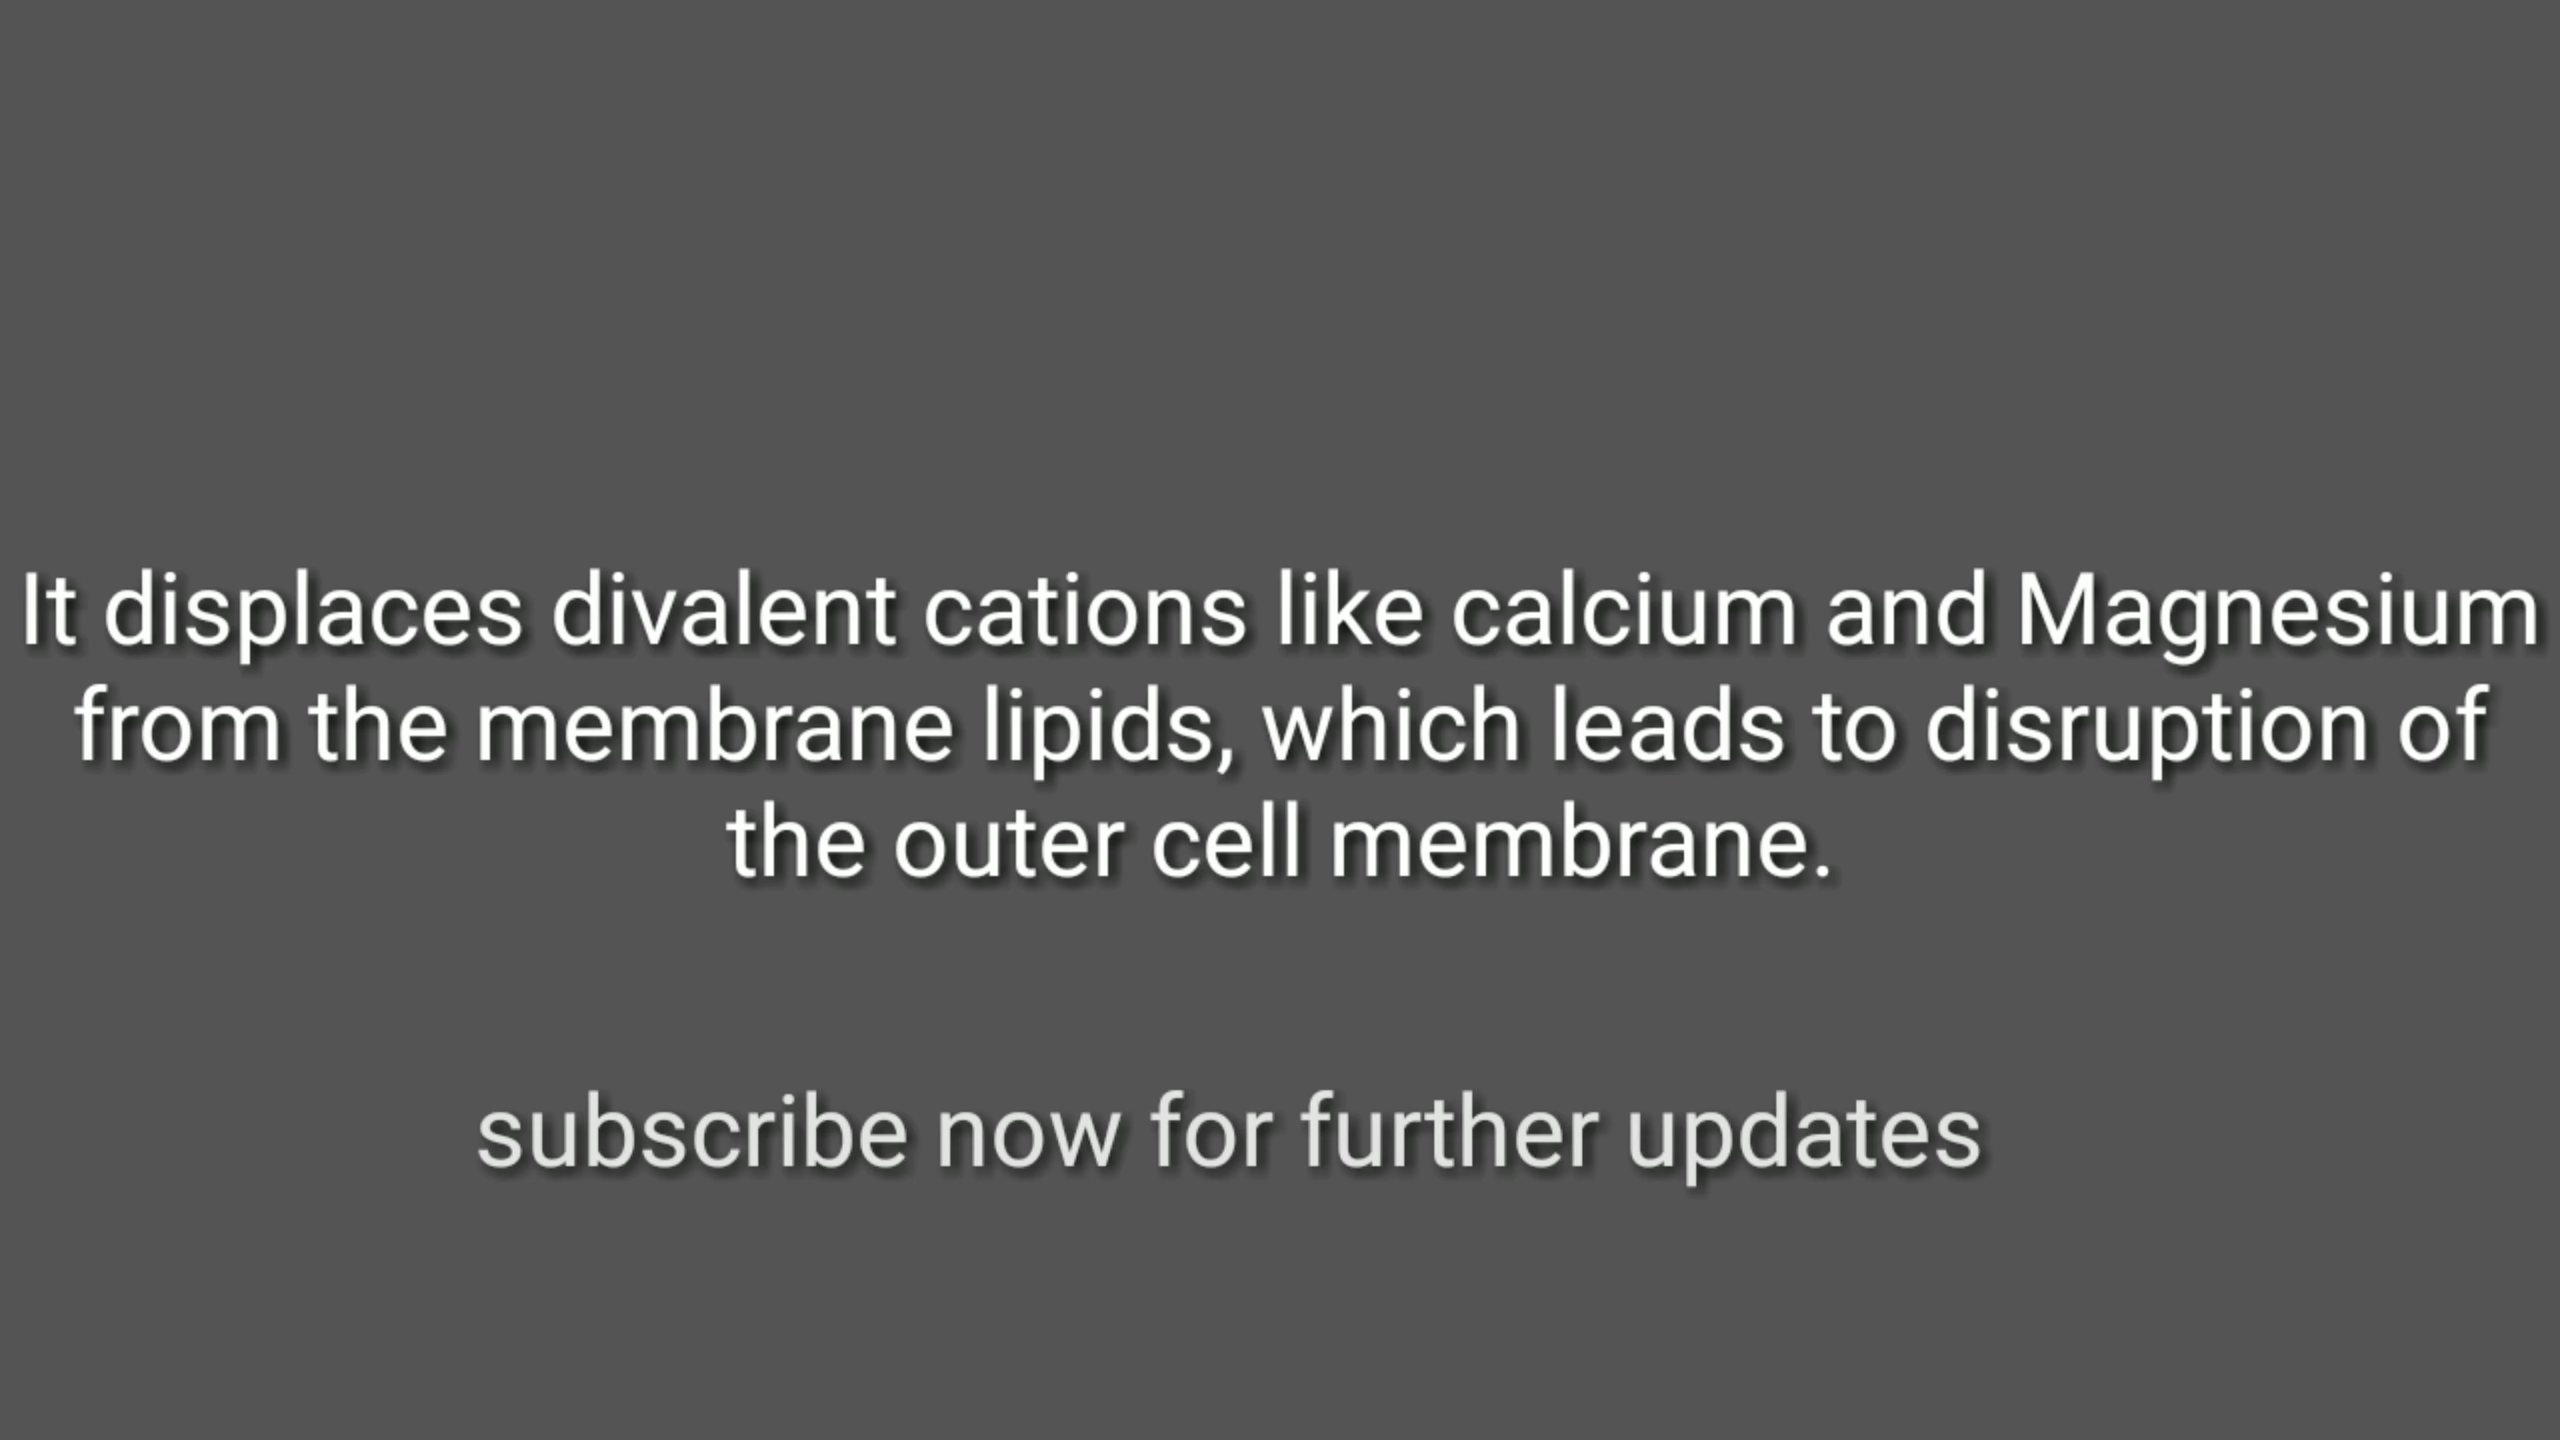 It displaces divalent cations like calcium and Magnesium
from the membrane lipids, which leads to disruption of
the outer cell membrane.
subscribe now for further updates